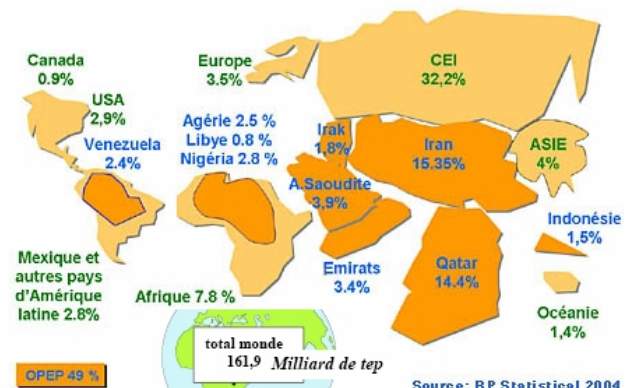 Canada
0.9%
USA
2,9%
Venezuela
2.4%
Mexique et
autres pays
d'Amérique
latine 2.8%
Europe
3.5%
Agérie 2.5 %
Libye 0.8 %
Nigéria 2.8 %
Afrique 7.8 %
CEI
32,2%
Irak
1,8%
Iran
15.35%
A.Saoudite
3,9%
Emirats
3.4%
Qatar
14.4%
ASIE
4%
Indonésie
1,5%
Océanie
1,4%
OPEP 49 %
total monde
161,9 Milliard de tep
Source: BP Statistical 2004